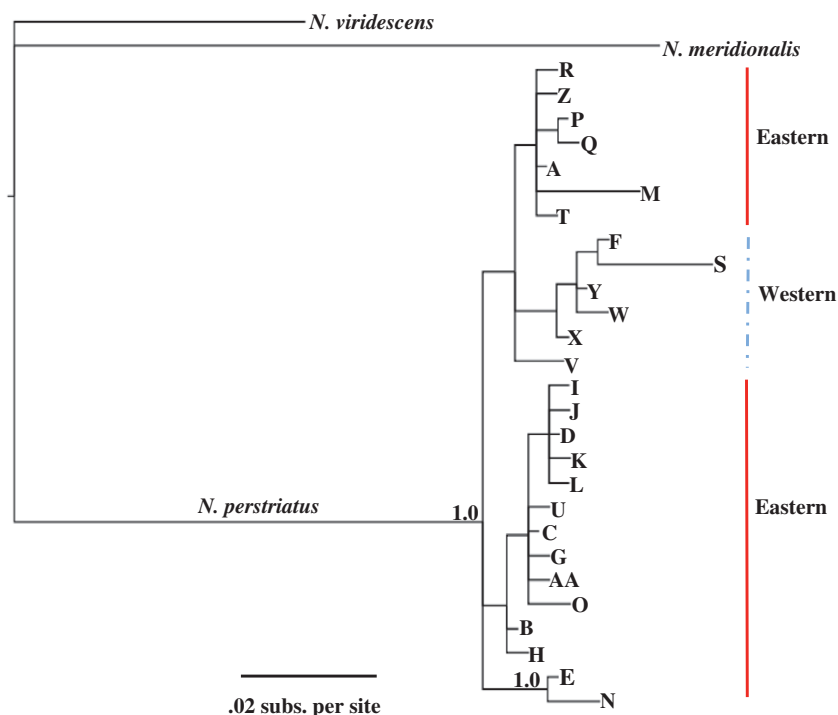 N. viridescens
N. meridionalis
R
Z
P
Q
Eastern
A
M
T
F
S
Y
Western
W
X
V
I
J
D
K
L
N. perstriatus
1.0
U
Eastern
C
G
AA
O
B
H
1.0
E
N
.02 subs. per site